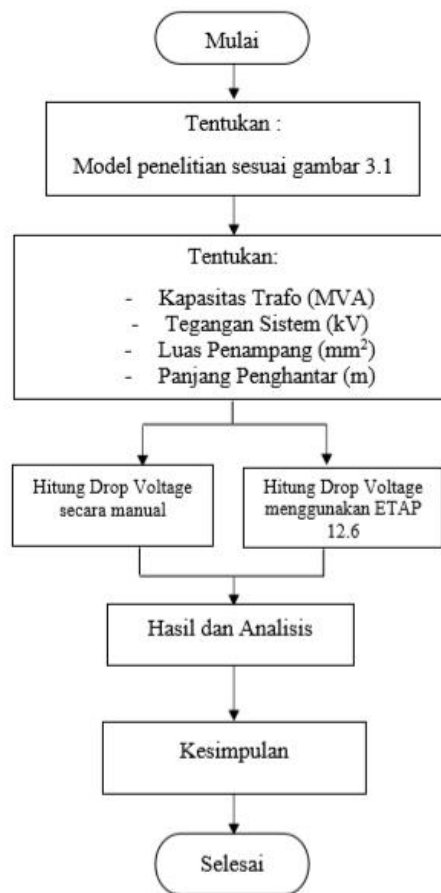 Mulai
Tentukan :
Model penelitian sesuai gambar 3.1
Tentukan:
- Kapasitas Trafo (MVA)
- Tegangan Sistem (kV)
- Luas Penampang (mm²)
- Panjang Penghantar (m)
Hitung Drop Voltage
secara manual
Hitung Drop Voltage
menggunakan ETAP
12.6
Hasil dan Analisis
Kesimpulan
Selesai